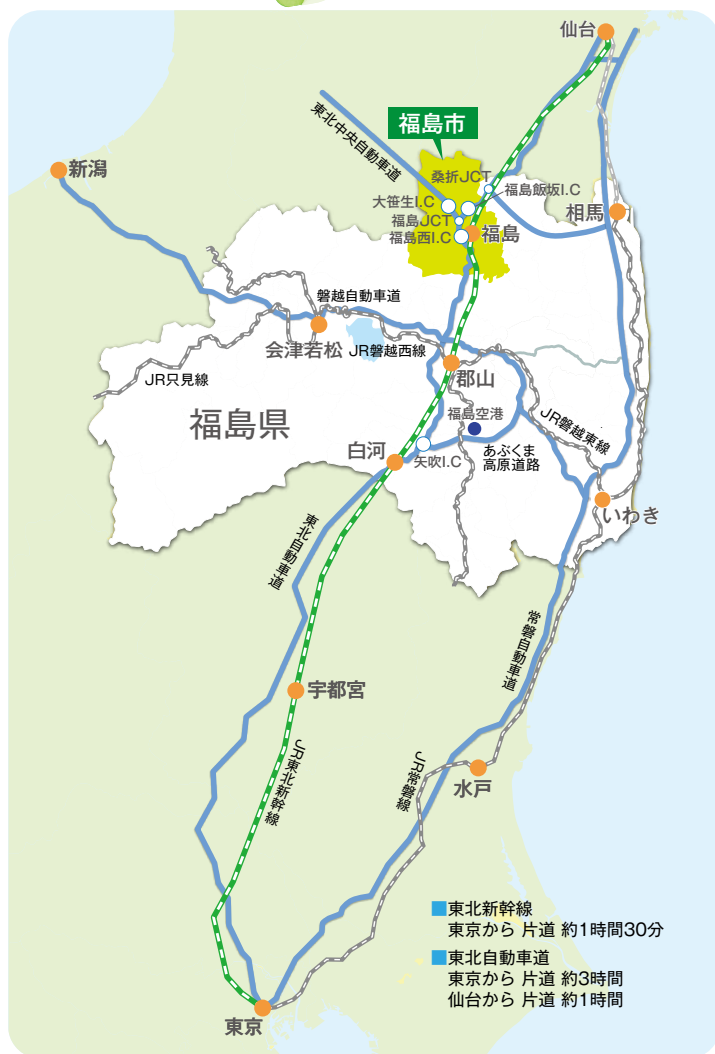 仙台
福島市
東北中央自動車道
新潟
桑折JCT
福島飯坂I.C
大笹生I.C
相馬
福島JCT
福島西I.C
福島
磐越自動車道
会津若松
JR磐越西線
JR只見線
郡山
福島県
福島空港
JR磐越東線
白河
矢吹I.C
あぶくま
高原道路
いわき
東北自動車道
常磐自動車道
宇都宮
JR東北新幹線
JR常磐線
水戸
■東北新幹線
東京から 片道 約1時間30分
■東北自動車道
東京から 片道 約3時間
仙台から 片道 約1時間
東京